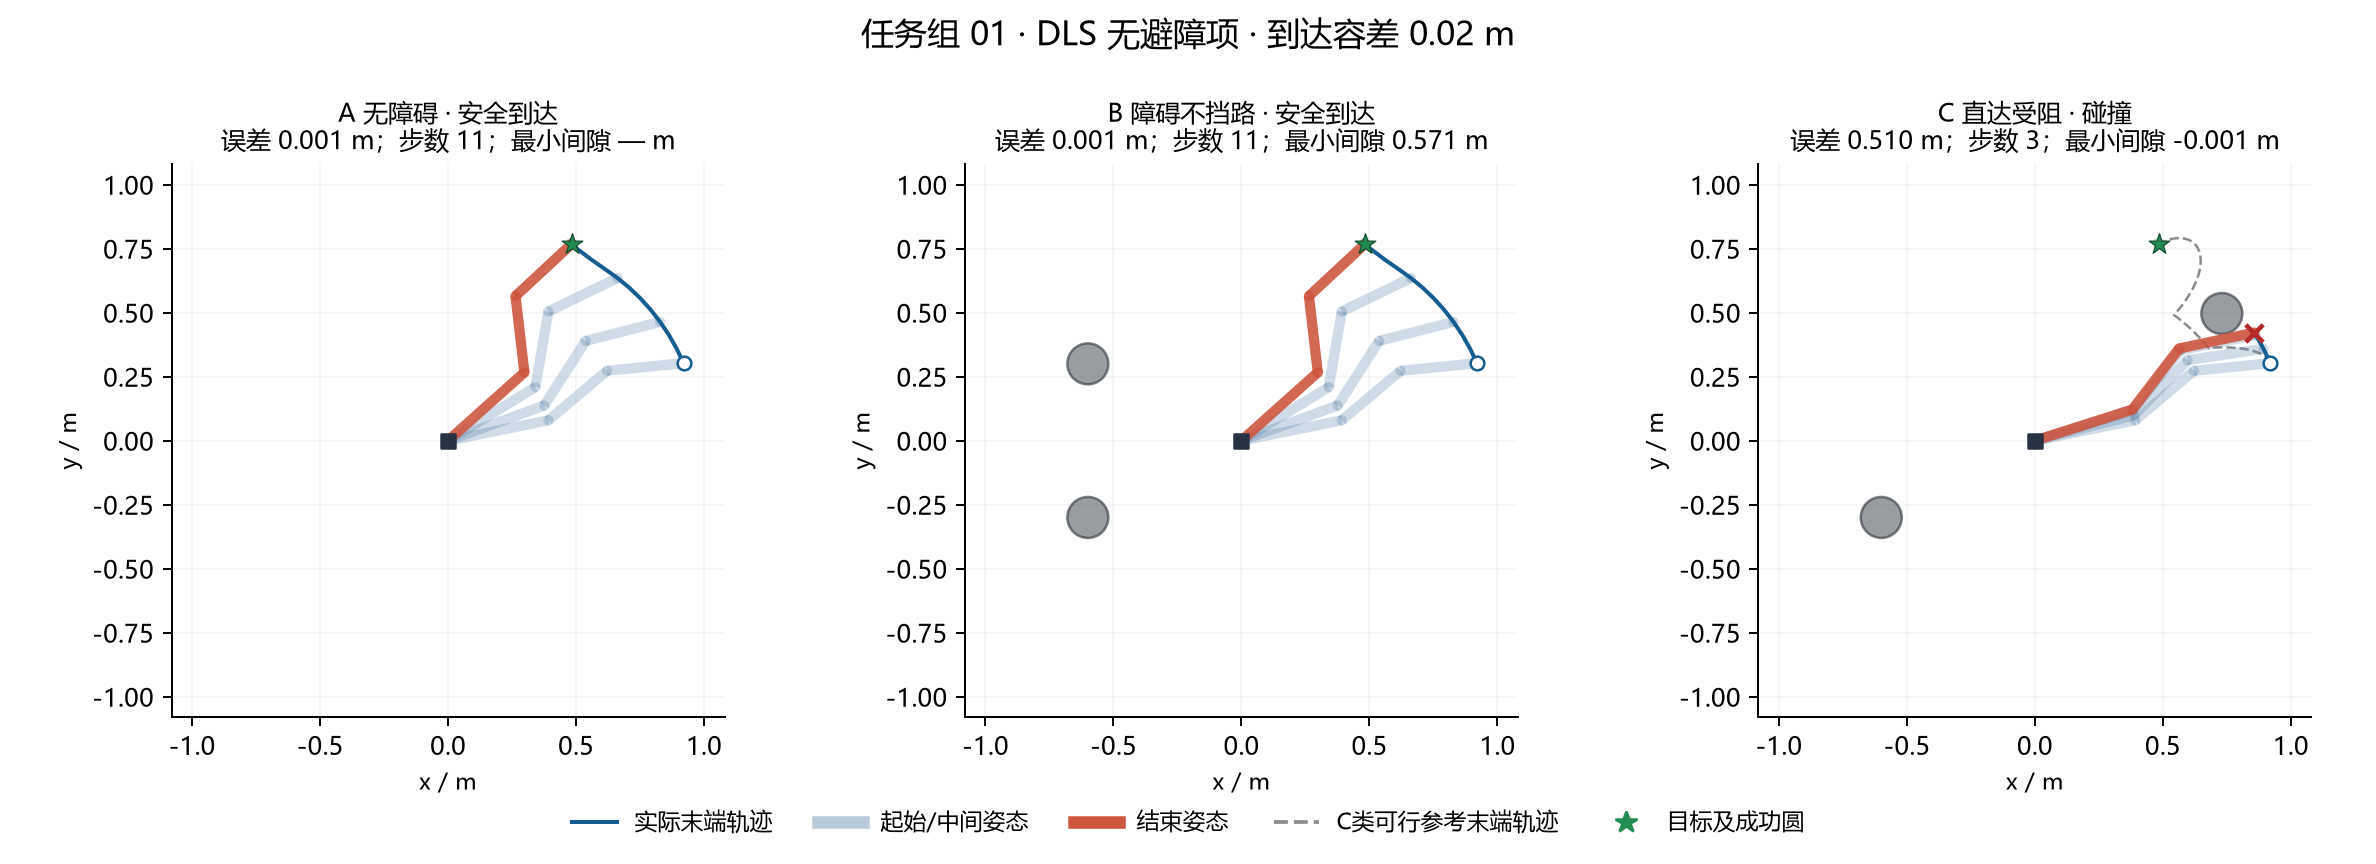 任务组 01 · DLS 无避障项 · 到达容差 0.02 m
A 无障碍 · 安全到达
误差 0.001 m；步数 11；最小间隙 — m
1.00
0.75
0.50
0.25
0.00
-0.25
-0.50
-0.75
-1.00
y / m
-1.0
-0.5
0.0
0.5
1.0
x / m
B 障碍不挡路 · 安全到达
误差 0.001 m；步数 11；最小间隙 0.571 m
1.00
0.75
0.50
0.25
0.00
-0.25
-0.50
-0.75
-1.00
y / m
-1.0
-0.5
0.0
0.5
1.0
x / m
C 直达受阻 · 碰撞
误差 0.510 m；步数 3；最小间隙 -0.001 m
1.00
0.75
0.50
0.25
0.00
-0.25
-0.50
-0.75
-1.00
y / m
-1.0
-0.5
0.0
0.5
1.0
x / m
实际末端轨迹
起始/中间姿态
结束姿态
C类可行参考末端轨迹
目标及成功圆